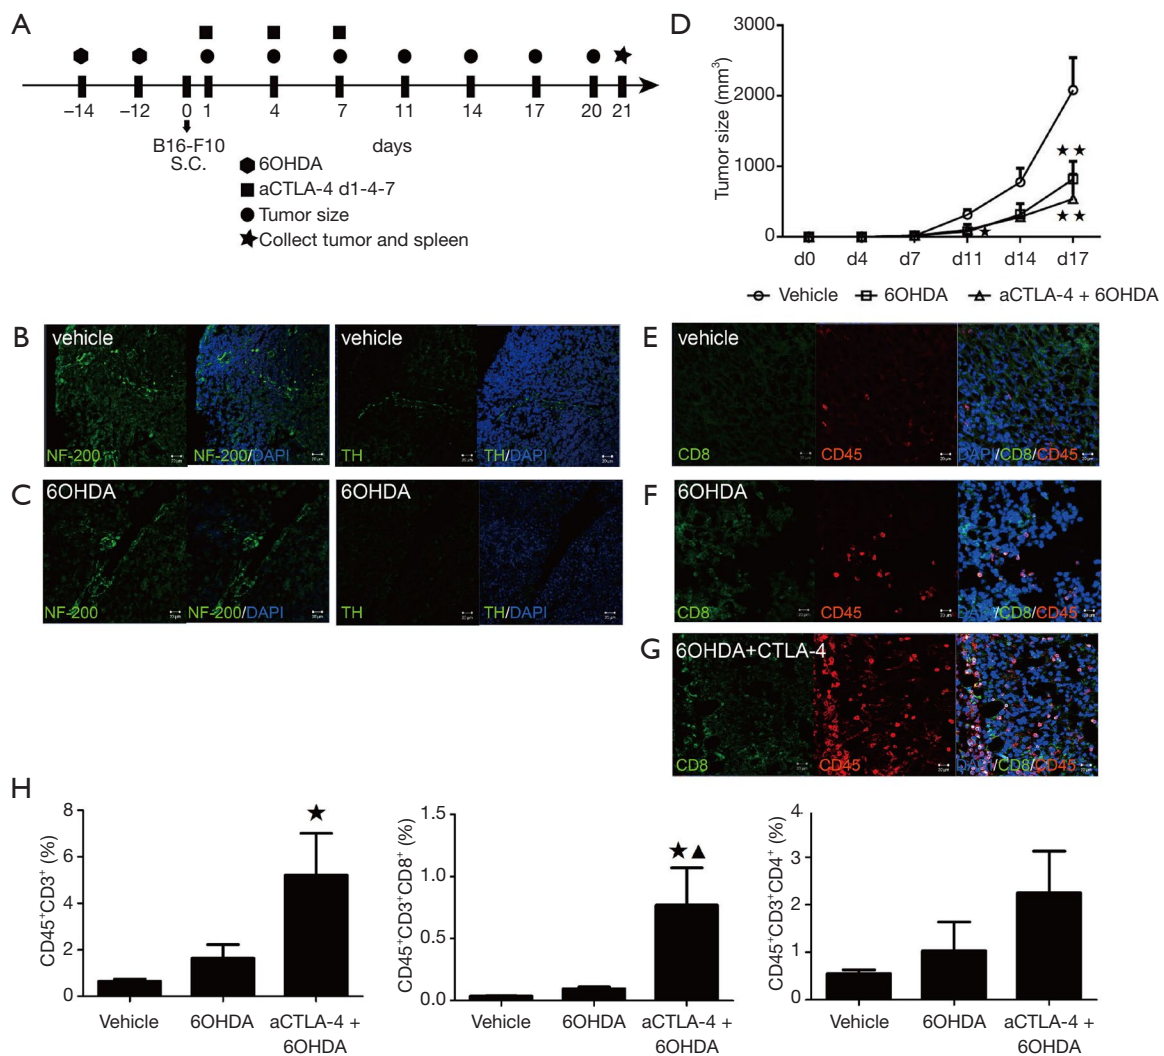 A
−14
−12
0
1
4
7
11
14
17
20
21
B16-F10
S.C.
days
6OHDA
aCTLA-4 d1-4-7
Tumor size
Collect tumor and spleen
D
Tumor size (mm³)
3000
2000
1000
0
d0
d4
d7
d11
d14
d17
Vehicle
6OHDA
aCTLA-4 + 6OHDA
B
vehicle
NF-200
NF-200/DAPI
TH
TH/DAPI
C
6OHDA
6OHDA
NF-200
NF-200/DAPI
TH
TH/DAPI
E
vehicle
CD8
CD45
DAPI/CD8/CD45
F
6OHDA
CD8
CD45
DAPI/CD8/CD45
G
6OHDA+CTLA-4
CD8
CD45
DAPI/CD8/CD45
H
CD45⁺CD3⁺ (%)
8
6
4
2
0
Vehicle
6OHDA
aCTLA-4 +
6OHDA
CD45⁺CD3⁺CD8⁺ (%)
1.5
1.0
0.5
0.0
Vehicle
6OHDA
aCTLA-4 +
6OHDA
CD45⁺CD3⁺CD4⁺ (%)
4
3
2
1
0
Vehicle
6OHDA
aCTLA-4 +
6OHDA